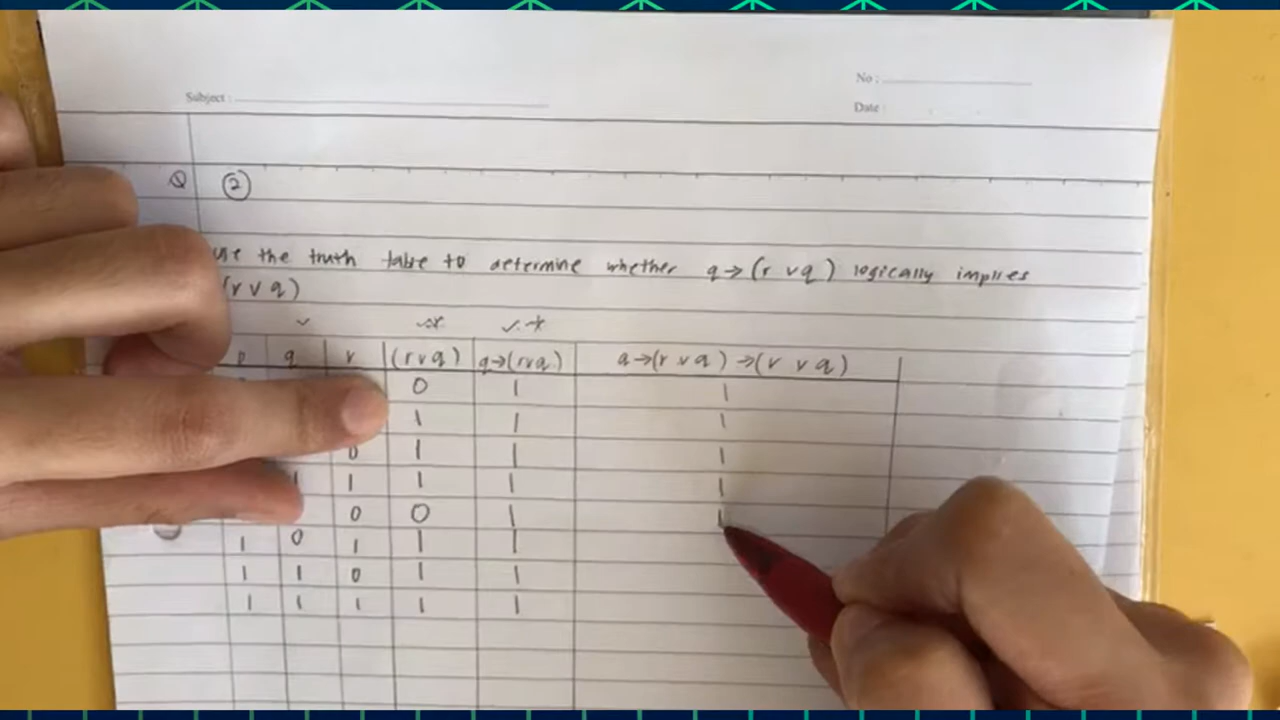 No :
Subject :
Date :
Q ②
use the truth table to determine whether q→(r ∨q) logically implies
(r ∨ q)
p q r (r∨q) q→(r∨q) q→(r ∨ q) →(r ∨ q)
0 1 1
1 1 1
0 1 1 1
1 1 1 1 1
0 0 1 1
1 0 1 1 1
1 1 0 1 1
1 1 1 1 1